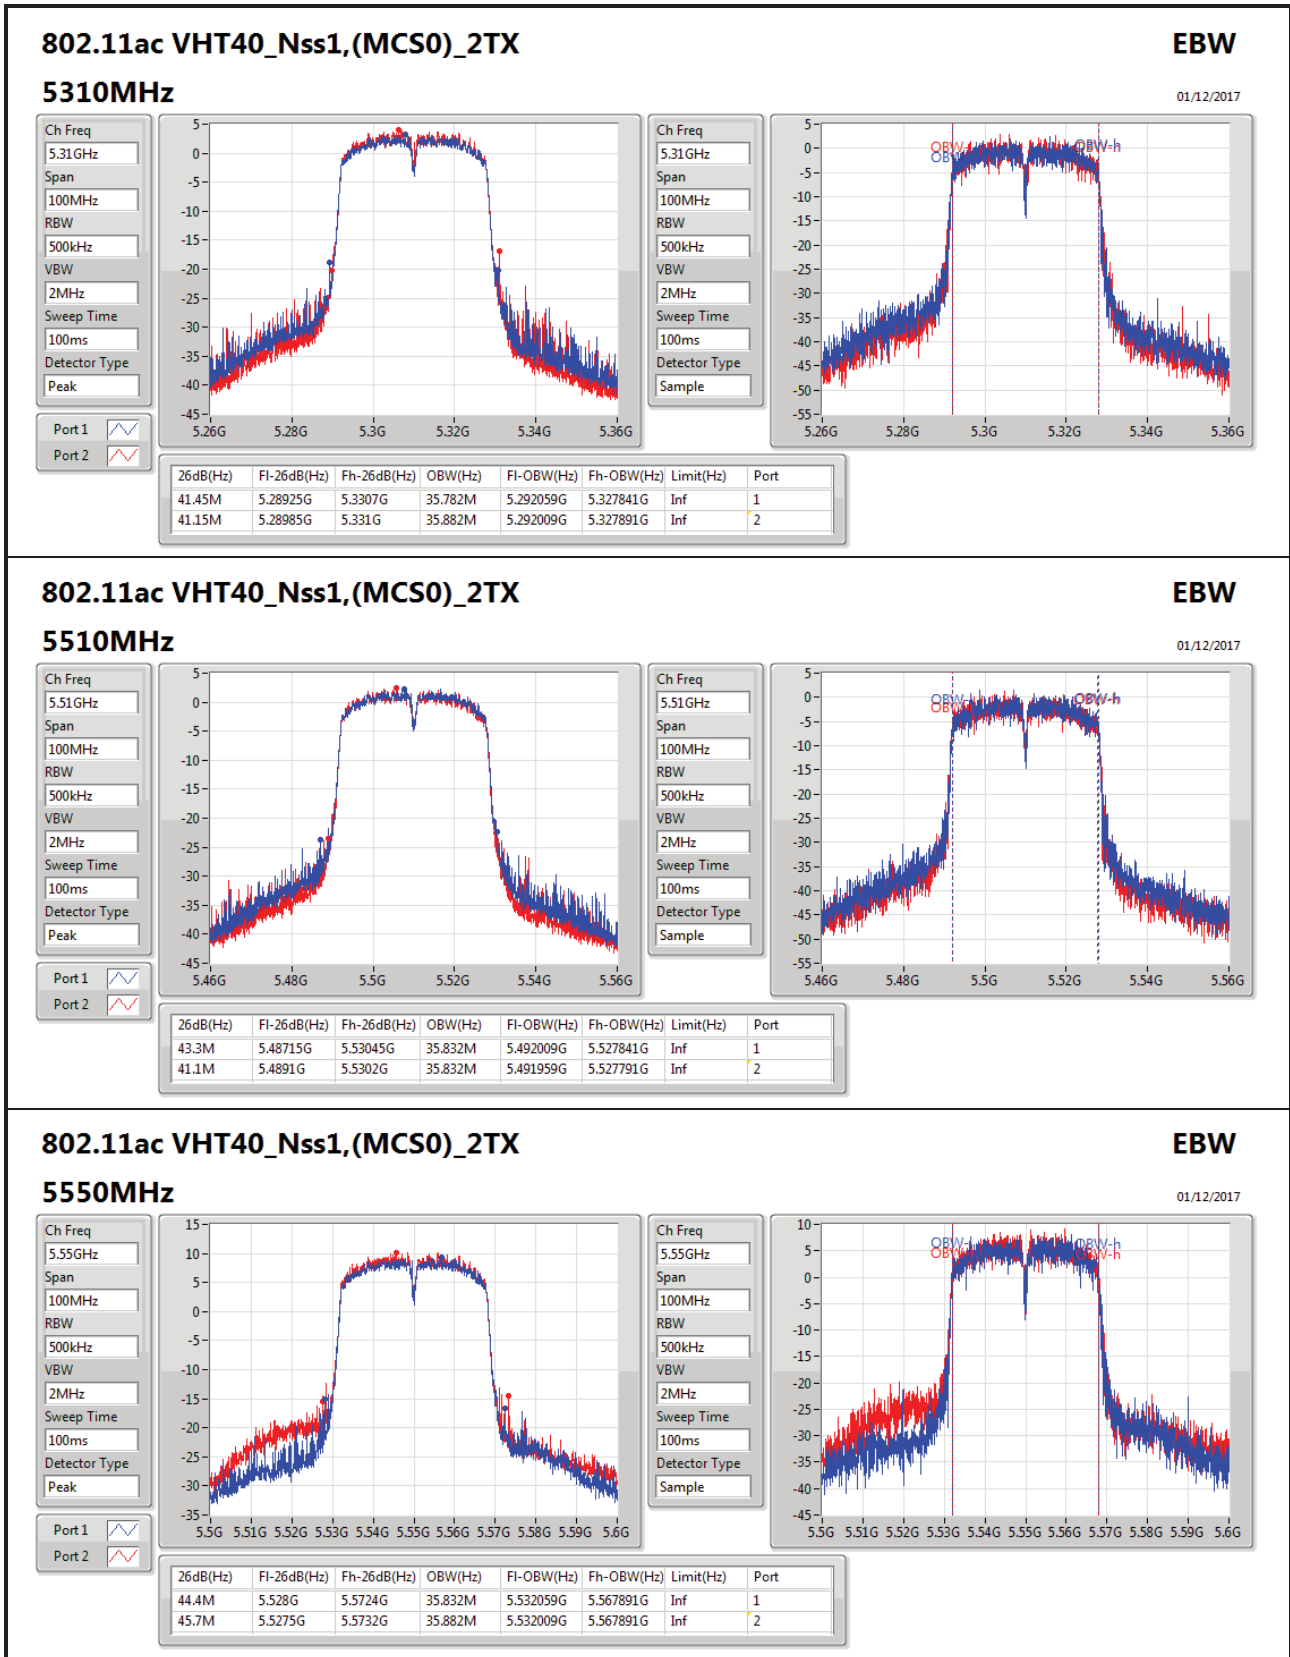 802.11ac VHT40_Nss1,(MCS0)_2TX EBW
5310MHz 01/12/2017
Ch Freq
5.31GHz
Span
100MHz
RBW
500kHz
VBW
2MHz
Sweep Time
100ms
Detector Type
Peak
Port 1
Port 2
5
0
-5
-10
-15
-20
-25
-30
-35
-40
-45
5.26G 5.28G 5.3G 5.32G 5.34G 5.36G
Ch Freq
5.31GHz
Span
100MHz
RBW
500kHz
VBW
2MHz
Sweep Time
100ms
Detector Type
Sample
5
0
-5
-10
-15
-20
-25
-30
-35
-40
-45
-50
-55
OBW-h
5.26G 5.28G 5.3G 5.32G 5.34G 5.36G
26dB(Hz) Fl-26dB(Hz) Fh-26dB(Hz) OBW(Hz) Fl-OBW(Hz) Fh-OBW(Hz) Limit(Hz) Port
41.45M 5.28925G 5.3307G 35.782M 5.292059G 5.327841G Inf 1
41.15M 5.28985G 5.331G 35.882M 5.292009G 5.327891G Inf 2
802.11ac VHT40_Nss1,(MCS0)_2TX EBW
5510MHz 01/12/2017
Ch Freq
5.51GHz
Span
100MHz
RBW
500kHz
VBW
2MHz
Sweep Time
100ms
Detector Type
Peak
Port 1
Port 2
5
0
-5
-10
-15
-20
-25
-30
-35
-40
-45
5.46G 5.48G 5.5G 5.52G 5.54G 5.56G
Ch Freq
5.51GHz
Span
100MHz
RBW
500kHz
VBW
2MHz
Sweep Time
100ms
Detector Type
Sample
5
0
-5
-10
-15
-20
-25
-30
-35
-40
-45
-50
-55
OBW-h
5.46G 5.48G 5.5G 5.52G 5.54G 5.56G
26dB(Hz) Fl-26dB(Hz) Fh-26dB(Hz) OBW(Hz) Fl-OBW(Hz) Fh-OBW(Hz) Limit(Hz) Port
43.3M 5.48715G 5.53045G 35.832M 5.492009G 5.527841G Inf 1
41.1M 5.4891G 5.5302G 35.832M 5.491959G 5.527791G Inf 2
802.11ac VHT40_Nss1,(MCS0)_2TX EBW
5550MHz 01/12/2017
Ch Freq
5.55GHz
Span
100MHz
RBW
500kHz
VBW
2MHz
Sweep Time
100ms
Detector Type
Peak
Port 1
Port 2
15
10
5
0
-5
-10
-15
-20
-25
-30
-35
5.5G 5.51G 5.52G 5.53G 5.54G 5.55G 5.56G 5.57G 5.58G 5.59G 5.6G
Ch Freq
5.55GHz
Span
100MHz
RBW
500kHz
VBW
2MHz
Sweep Time
100ms
Detector Type
Sample
10
5
0
-5
-10
-15
-20
-25
-30
-35
-40
-45
OBW-h
OBW-h
5.5G 5.51G 5.52G 5.53G 5.54G 5.55G 5.56G 5.57G 5.58G 5.59G 5.6G
26dB(Hz) Fl-26dB(Hz) Fh-26dB(Hz) OBW(Hz) Fl-OBW(Hz) Fh-OBW(Hz) Limit(Hz) Port
44.4M 5.528G 5.5724G 35.832M 5.532059G 5.567891G Inf 1
45.7M 5.5275G 5.5732G 35.882M 5.532009G 5.567891G Inf 2